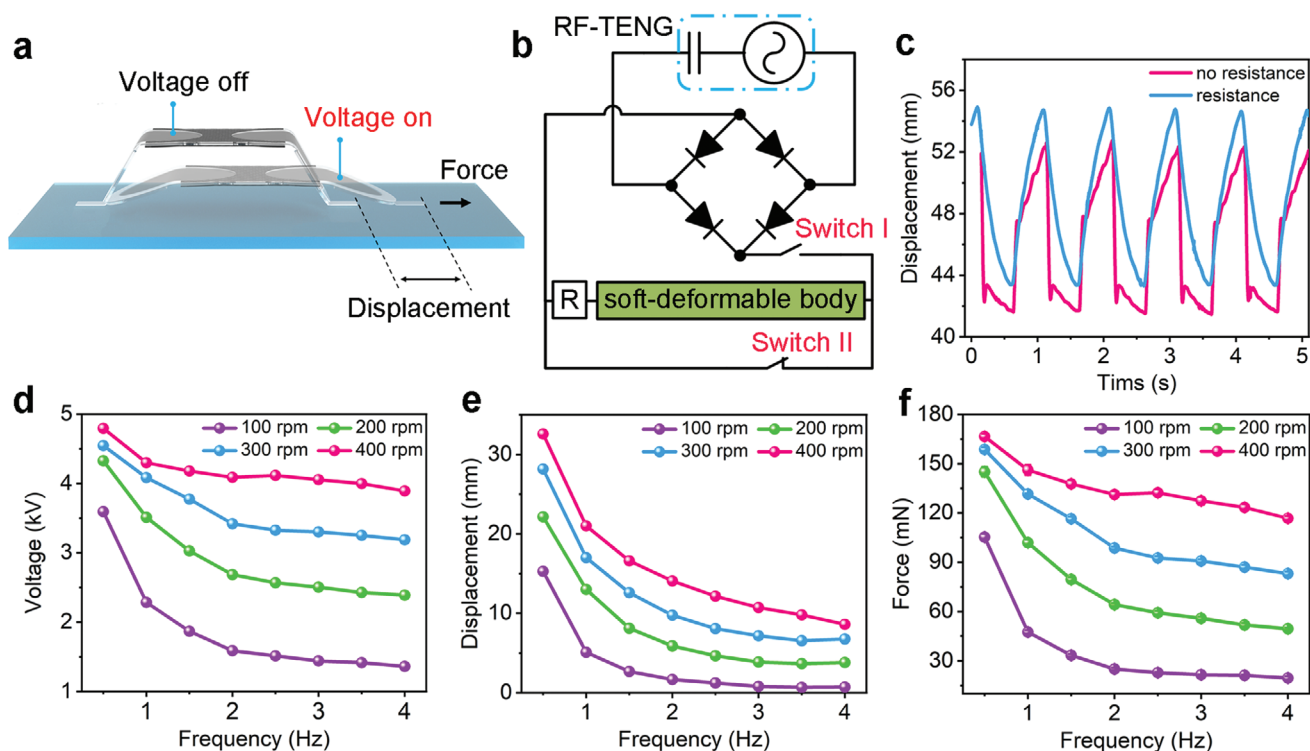 a
Voltage off
Voltage on
Force
Displacement
b
RF-TENG
Switch I
R
soft-deformable body
Switch II
c
no resistance
resistance
56
52
48
44
40
Displacement (mm)
0 1 2 3 4 5
Tims (s)
d
100 rpm 200 rpm
300 rpm 400 rpm
5
4
3
2
1
Voltage (kV)
1 2 3 4
Frequency (Hz)
e
100 rpm 200 rpm
300 rpm 400 rpm
30
20
10
0
Displacement (mm)
1 2 3 4
Frequency (Hz)
f
100 rpm 200 rpm
300 rpm 400 rpm
180
150
120
90
60
30
Force (mN)
1 2 3 4
Frequency (Hz)